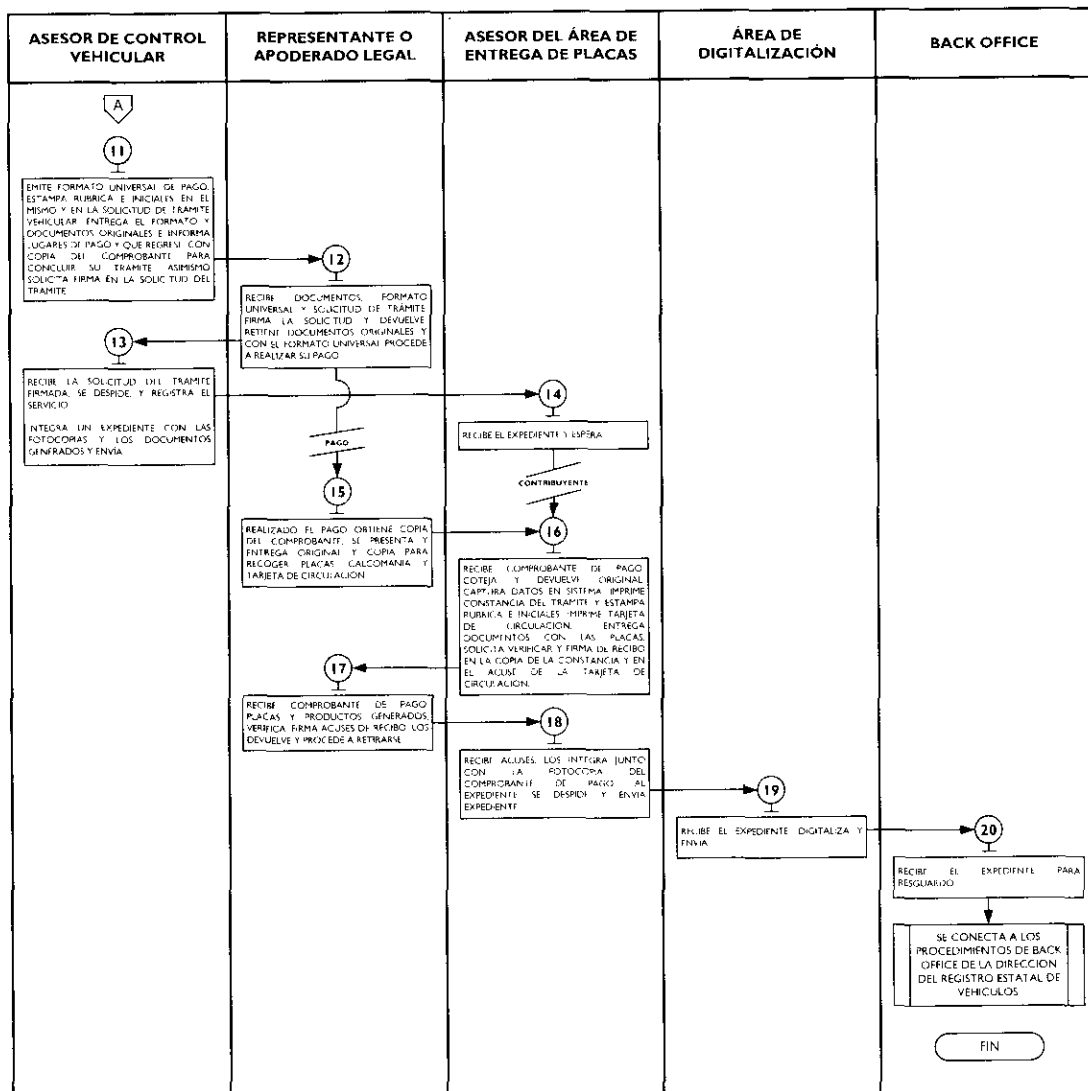 ASESOR DE CONTROL
VEHICULAR
REPRESENTANTE O
APODERADO LEGAL
ASESOR DEL ÁREA DE
ENTREGA DE PLACAS
ÁREA DE
DIGITALIZACIÓN
BACK OFFICE
A
11
EMITE FORMATO UNIVERSAL DE PAGO,
ESTAMPA RUBRICA E INICIALES EN EL
MISMO Y EN LA SOLICITUD DE TRAMITE
VEHICULAR. ENTREGA EL FORMATO Y
DOCUMENTOS ORIGINALES E INFORMA
LUGARES DE PAGO Y QUE REGRESE CON
COPIA DEL COMPROBANTE PARA
CONCLUIR SU TRAMITE ASIMISMO
SOLICITA FIRMA EN LA SOLICITUD DEL
TRAMITE
12
RECIBE DOCUMENTOS, FORMATO
UNIVERSAL Y SOLICITUD DE TRÁMITE
FIRMA LA SOLICITUD Y DEVUELVE
RETIENE DOCUMENTOS ORIGINALES Y
CON EL FORMATO UNIVERSAL PROCEDE
A REALIZAR SU PAGO
13
RECIBE LA SOLICITUD DEL TRAMITE
FIRMADA, SE DESPIDE, Y REGISTRA EL
SERVICIO
INTEGRA UN EXPEDIENTE CON LAS
FOTOCOPIAS Y LOS DOCUMENTOS
GENERADOS Y ENVÍA
14
RECIBE EL EXPEDIENTE Y ESPERA
PAGO
CONTRIBUYENTE
15
REALIZADO EL PAGO OBTIENE COPIA
DEL COMPROBANTE, SE PRESENTA Y
ENTREGA ORIGINAL Y COPIA PARA
RECOGER PLACAS CALCOMANIA Y
TARJETA DE CIRCULACION
16
RECIBE COMPROBANTE DE PAGO
COTEJA Y DEVUELVE ORIGINAL
CAPTURA DATOS EN SISTEMA IMPRIME
CONSTANCIA DEL TRAMITE Y ESTAMPA
RUBRICA E INICIALES IMPRIME TARJETA
DE CIRCULACION, ENTREGA
DOCUMENTOS CON LAS PLACAS,
SOLICITA VERIFICAR Y FIRMA DE RECIBO
EN LA COPIA DE LA CONSTANCIA Y EN
EL ACUSE DE LA TARJETA DE
CIRCULACIÓN.
17
RECIBE COMPROBANTE DE PAGO
PLACAS Y PRODUCTOS GENERADOS,
VERIFICA FIRMA ACUSES DE RECIBO, LOS
DEVUELVE Y PROCEDE A RETIRARSE
18
RECIBE ACUSES, LOS INTEGRA JUNTO
CON LA FOTOCOPIA DEL
COMPROBANTE DE PAGO AL
EXPEDIENTE SE DESPIDE Y ENVIA
EXPEDIENTE
19
RECIBE EL EXPEDIENTE DIGITALIZA Y
ENVIA
20
RECIBE EL EXPEDIENTE PARA
RESGUARDO
SE CONECTA A LOS
PROCEDIMIENTOS DE BACK
OFFICE DE LA DIRECCION
DEL REGISTRO ESTATAL DE
VEHICULOS
FIN